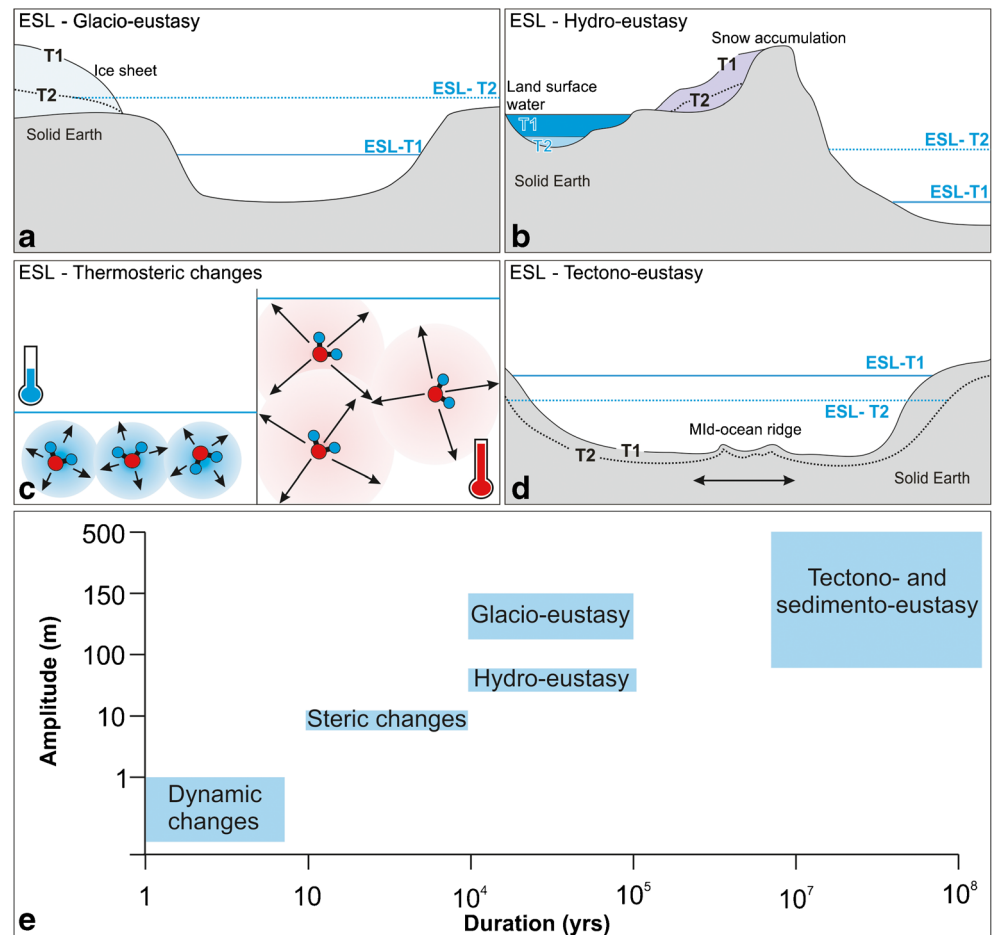 ESL - Glacio-eustasy
T1
Ice sheet
T2
ESL- T2
Solid Earth
ESL-T1
a
ESL - Hydro-eustasy
Snow accumulation
T1
Land surface
water
T2
T1
T2
ESL- T2
Solid Earth
ESL-T1
b
ESL - Thermosteric changes
c
ESL - Tectono-eustasy
ESL-T1
ESL- T2
MId-ocean ridge
T1
T2
Solid Earth
d
500
150
100
10
1
Amplitude (m)
Tectono- and
sedimento-eustasy
Glacio-eustasy
Hydro-eustasy
Steric changes
Dynamic
changes
1
10
10⁴
10⁵
10⁷
10⁸
Duration (yrs)
e